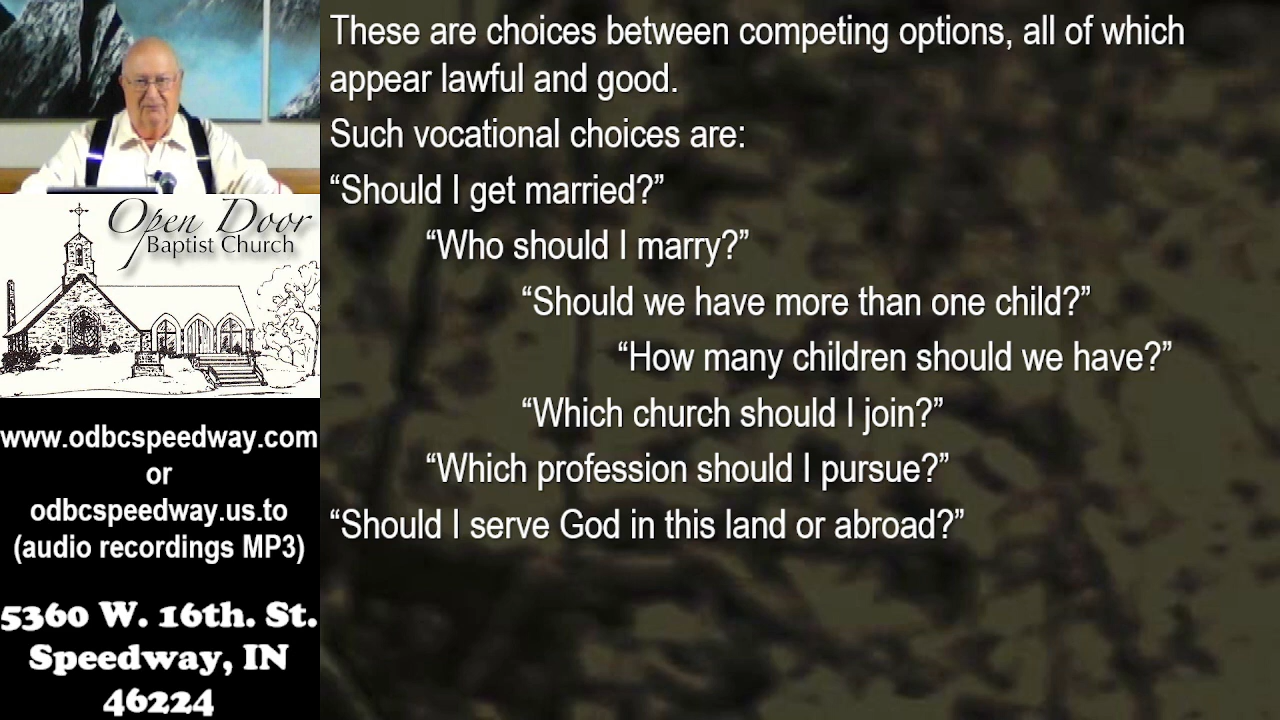 These are choices between competing options, all of which
appear lawful and good.
Such vocational choices are:
“Should I get married?”
“Who should I marry?”
“Should we have more than one child?”
“How many children should we have?”
“Which church should I join?”
“Which profession should I pursue?”
“Should I serve God in this land or abroad?”
Open Door
Baptist Church
www.odbcspeedway.com
or
odbcspeedway.us.to
(audio recordings MP3)
5360 W. 16th. St.
Speedway, IN
46224